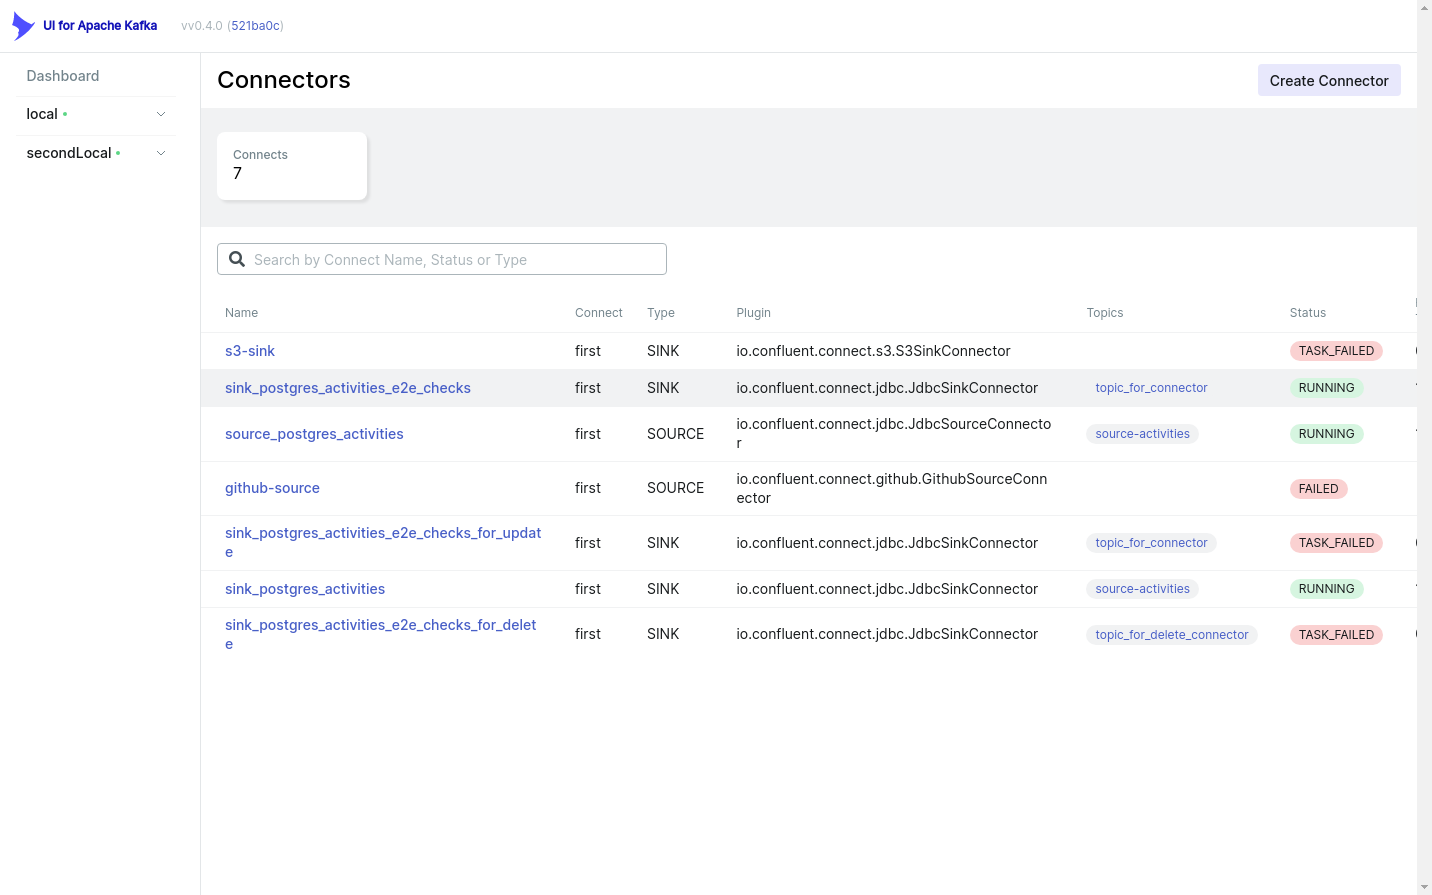 UI for Apache Kafka vv0.4.0 (521ba0c)
Dashboard
local
secondLocal
Connectors
Create Connector
Connects
7
Search by Connect Name, Status or Type
Name Connect Type Plugin Topics Status
s3-sink first SINK io.confluent.connect.s3.S3SinkConnector TASK_FAILED
sink_postgres_activities_e2e_checks first SINK io.confluent.connect.jdbc.JdbcSinkConnector topic_for_connector RUNNING
source_postgres_activities first SOURCE io.confluent.connect.jdbc.JdbcSourceConnecto
r source-activities RUNNING
github-source first SOURCE io.confluent.connect.github.GithubSourceConn
ector FAILED
sink_postgres_activities_e2e_checks_for_updat
e first SINK io.confluent.connect.jdbc.JdbcSinkConnector topic_for_connector TASK_FAILED
sink_postgres_activities first SINK io.confluent.connect.jdbc.JdbcSinkConnector source-activities RUNNING
sink_postgres_activities_e2e_checks_for_delet
e first SINK io.confluent.connect.jdbc.JdbcSinkConnector topic_for_delete_connector TASK_FAILED